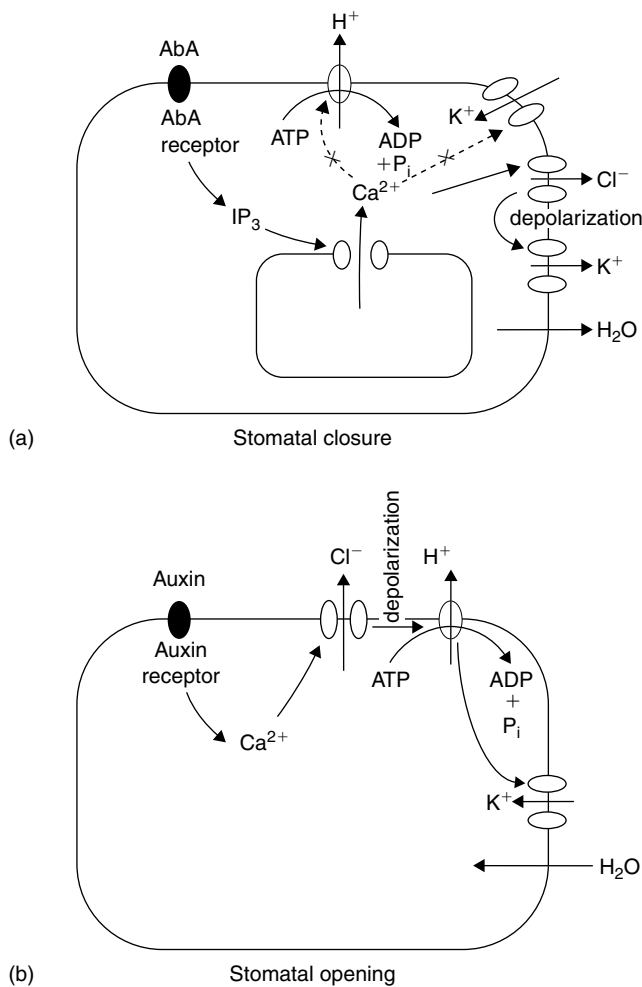 H⁺
AbA
AbA
receptor
ATP
ADP
+Pᵢ
K⁺
Ca²⁺
Cl⁻
depolarization
IP₃
K⁺
H₂O
(a)
Stomatal closure
depolarization
Cl⁻
H⁺
Auxin
Auxin
receptor
ATP
ADP
+
Pᵢ
Ca²⁺
K⁺
H₂O
(b)
Stomatal opening